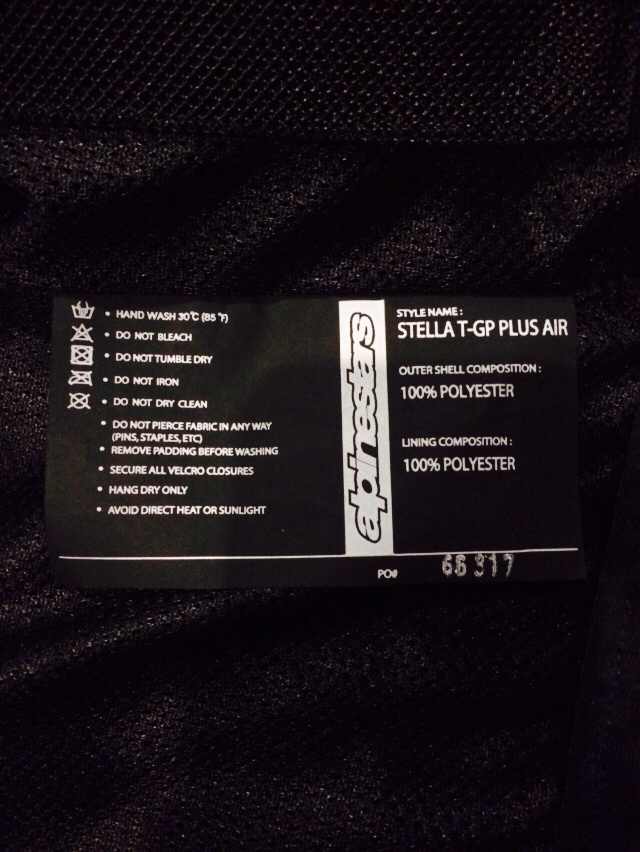 • HAND WASH 30°C (85 °F)
• DO NOT BLEACH
• DO NOT TUMBLE DRY
• DO NOT IRON
• DO NOT DRY CLEAN
• DO NOT PIERCE FABRIC IN ANY WAY
(PINS, STAPLES, ETC)
• REMOVE PADDING BEFORE WASHING
• SECURE ALL VELCRO CLOSURES
• HANG DRY ONLY
• AVOID DIRECT HEAT OR SUNLIGHT
alpinestars
STYLE NAME :
STELLA T-GP PLUS AIR
OUTER SHELL COMPOSITION :
100% POLYESTER
LINING COMPOSITION :
100% POLYESTER
PO# 66317